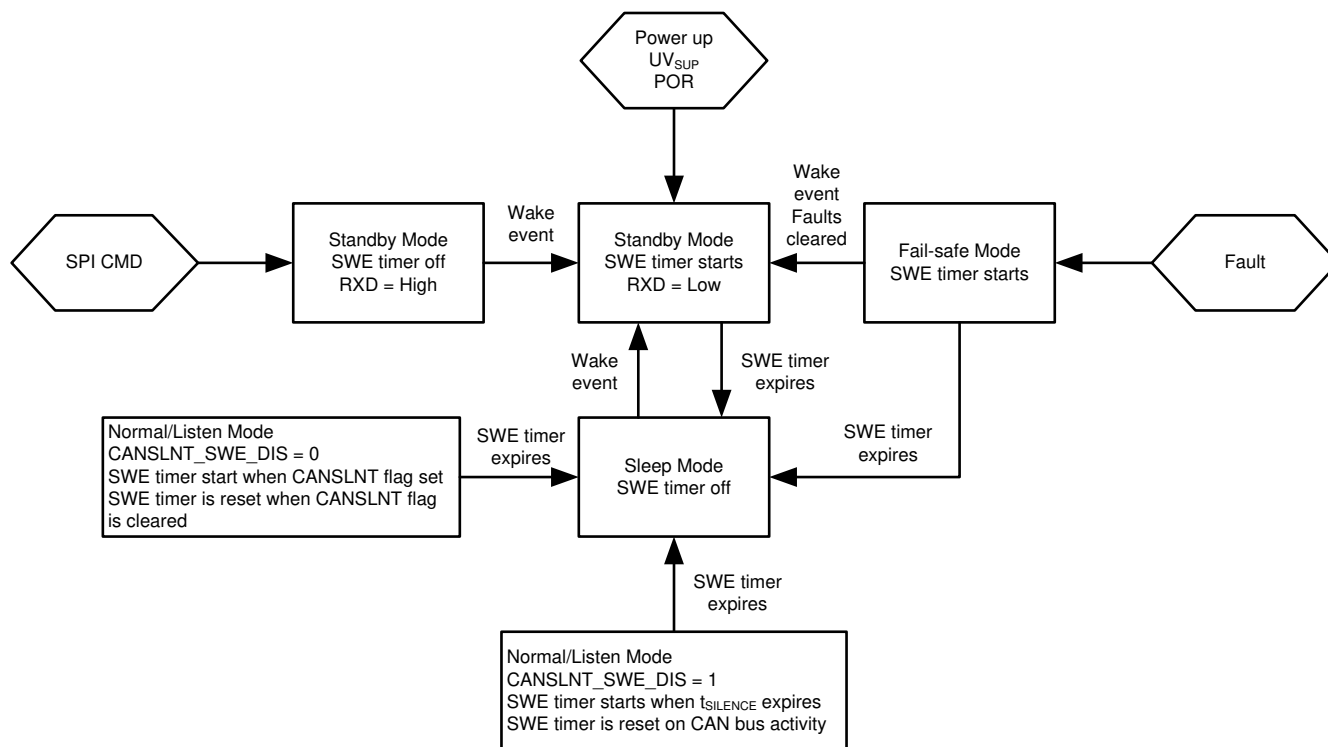 Power up
UVSUP
POR
SPI CMD
Standby Mode
SWE timer off
RXD = High
Wake
event
Standby Mode
SWE timer starts
RXD = Low
Wake
event
Faults
cleared
Fail-safe Mode
SWE timer starts
Fault
Wake
event
SWE timer
expires
Normal/Listen Mode
CANSLNT_SWE_DIS = 0
SWE timer start when CANSLNT flag set
SWE timer is reset when CANSLNT flag
is cleared
SWE timer
expires
Sleep Mode
SWE timer off
SWE timer
expires
SWE timer
expires
Normal/Listen Mode
CANSLNT_SWE_DIS = 1
SWE timer starts when tSILENCE expires
SWE timer is reset on CAN bus activity